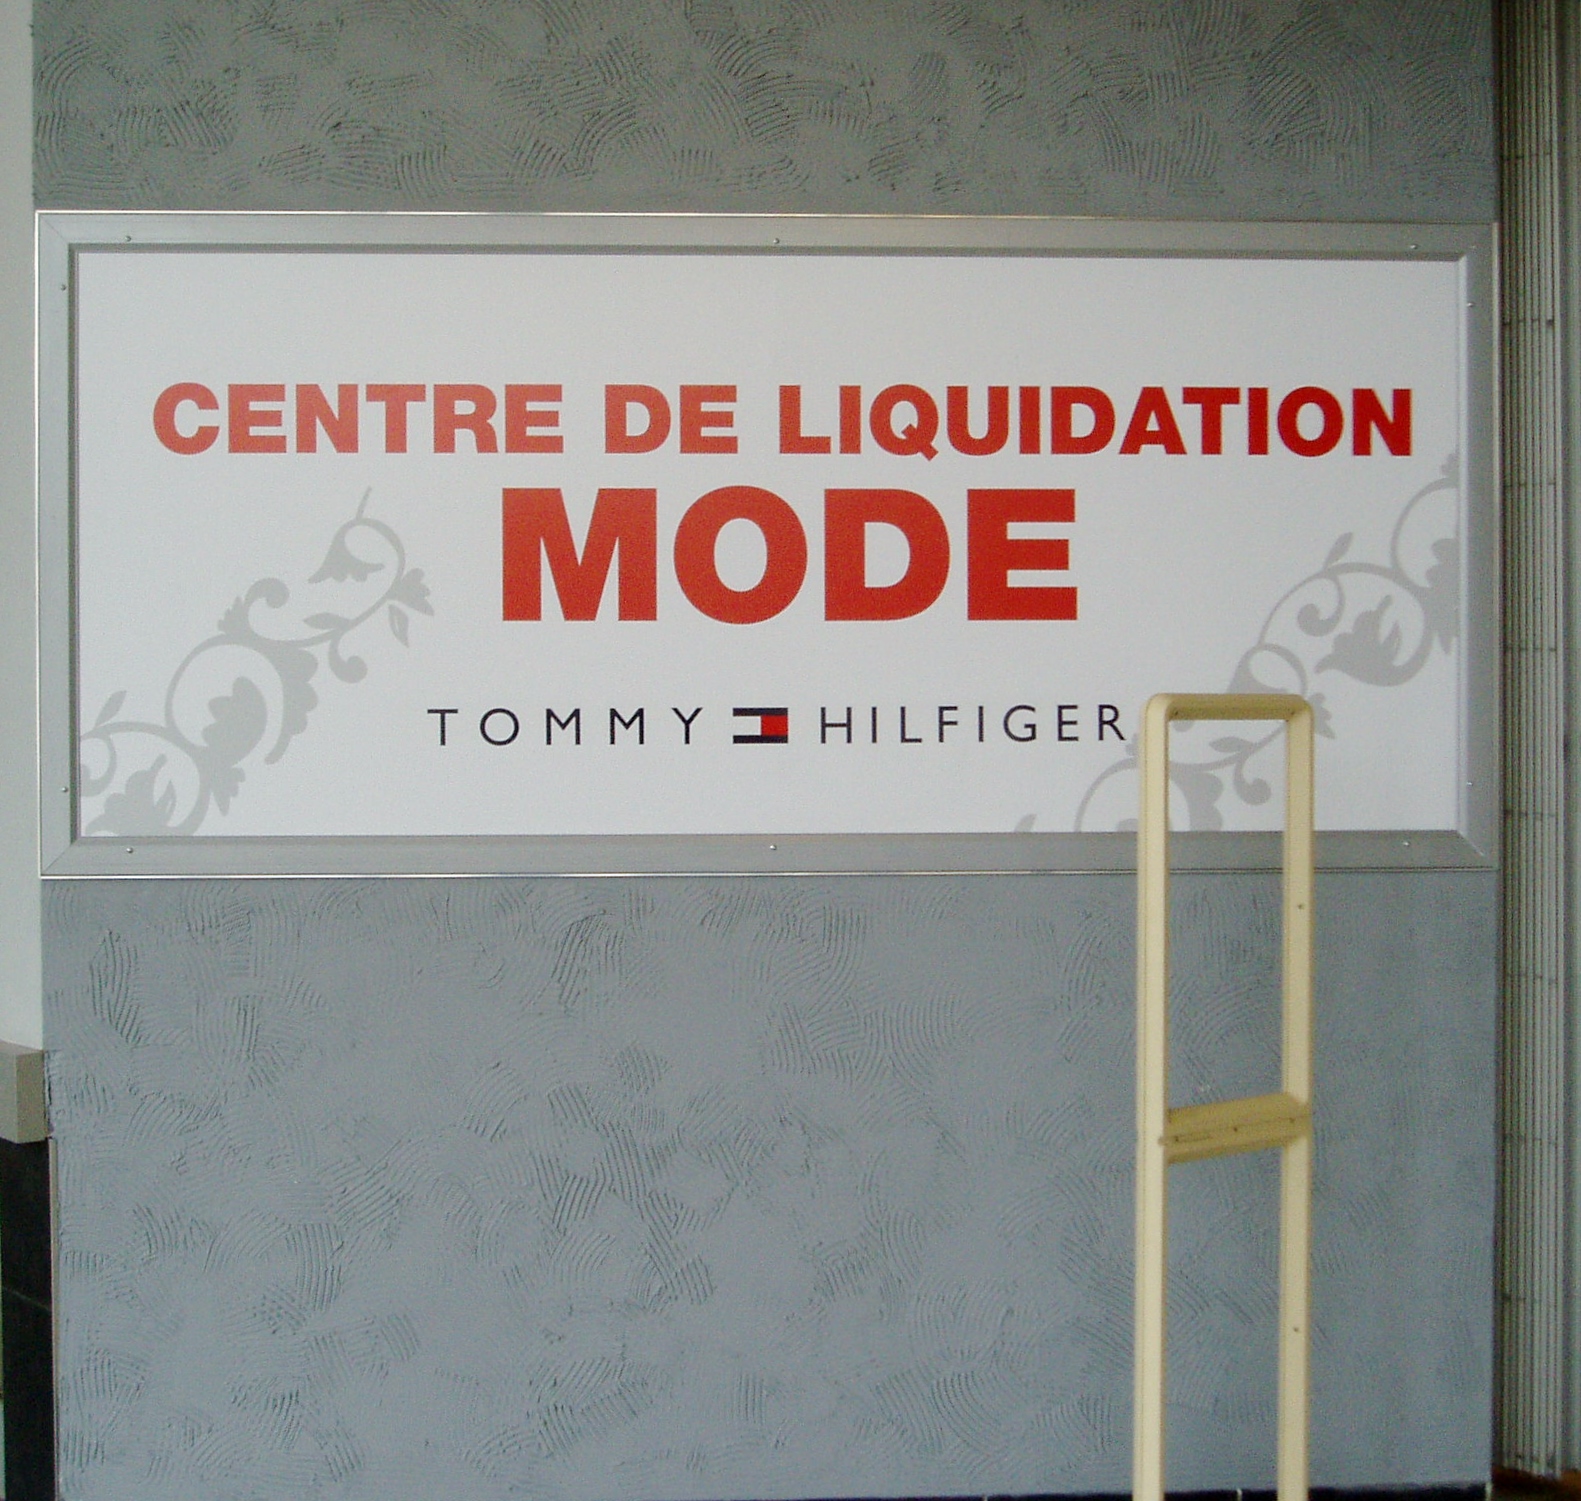 CENTRE DE LIQUIDATION
MODE
TOMMY HILFIGER